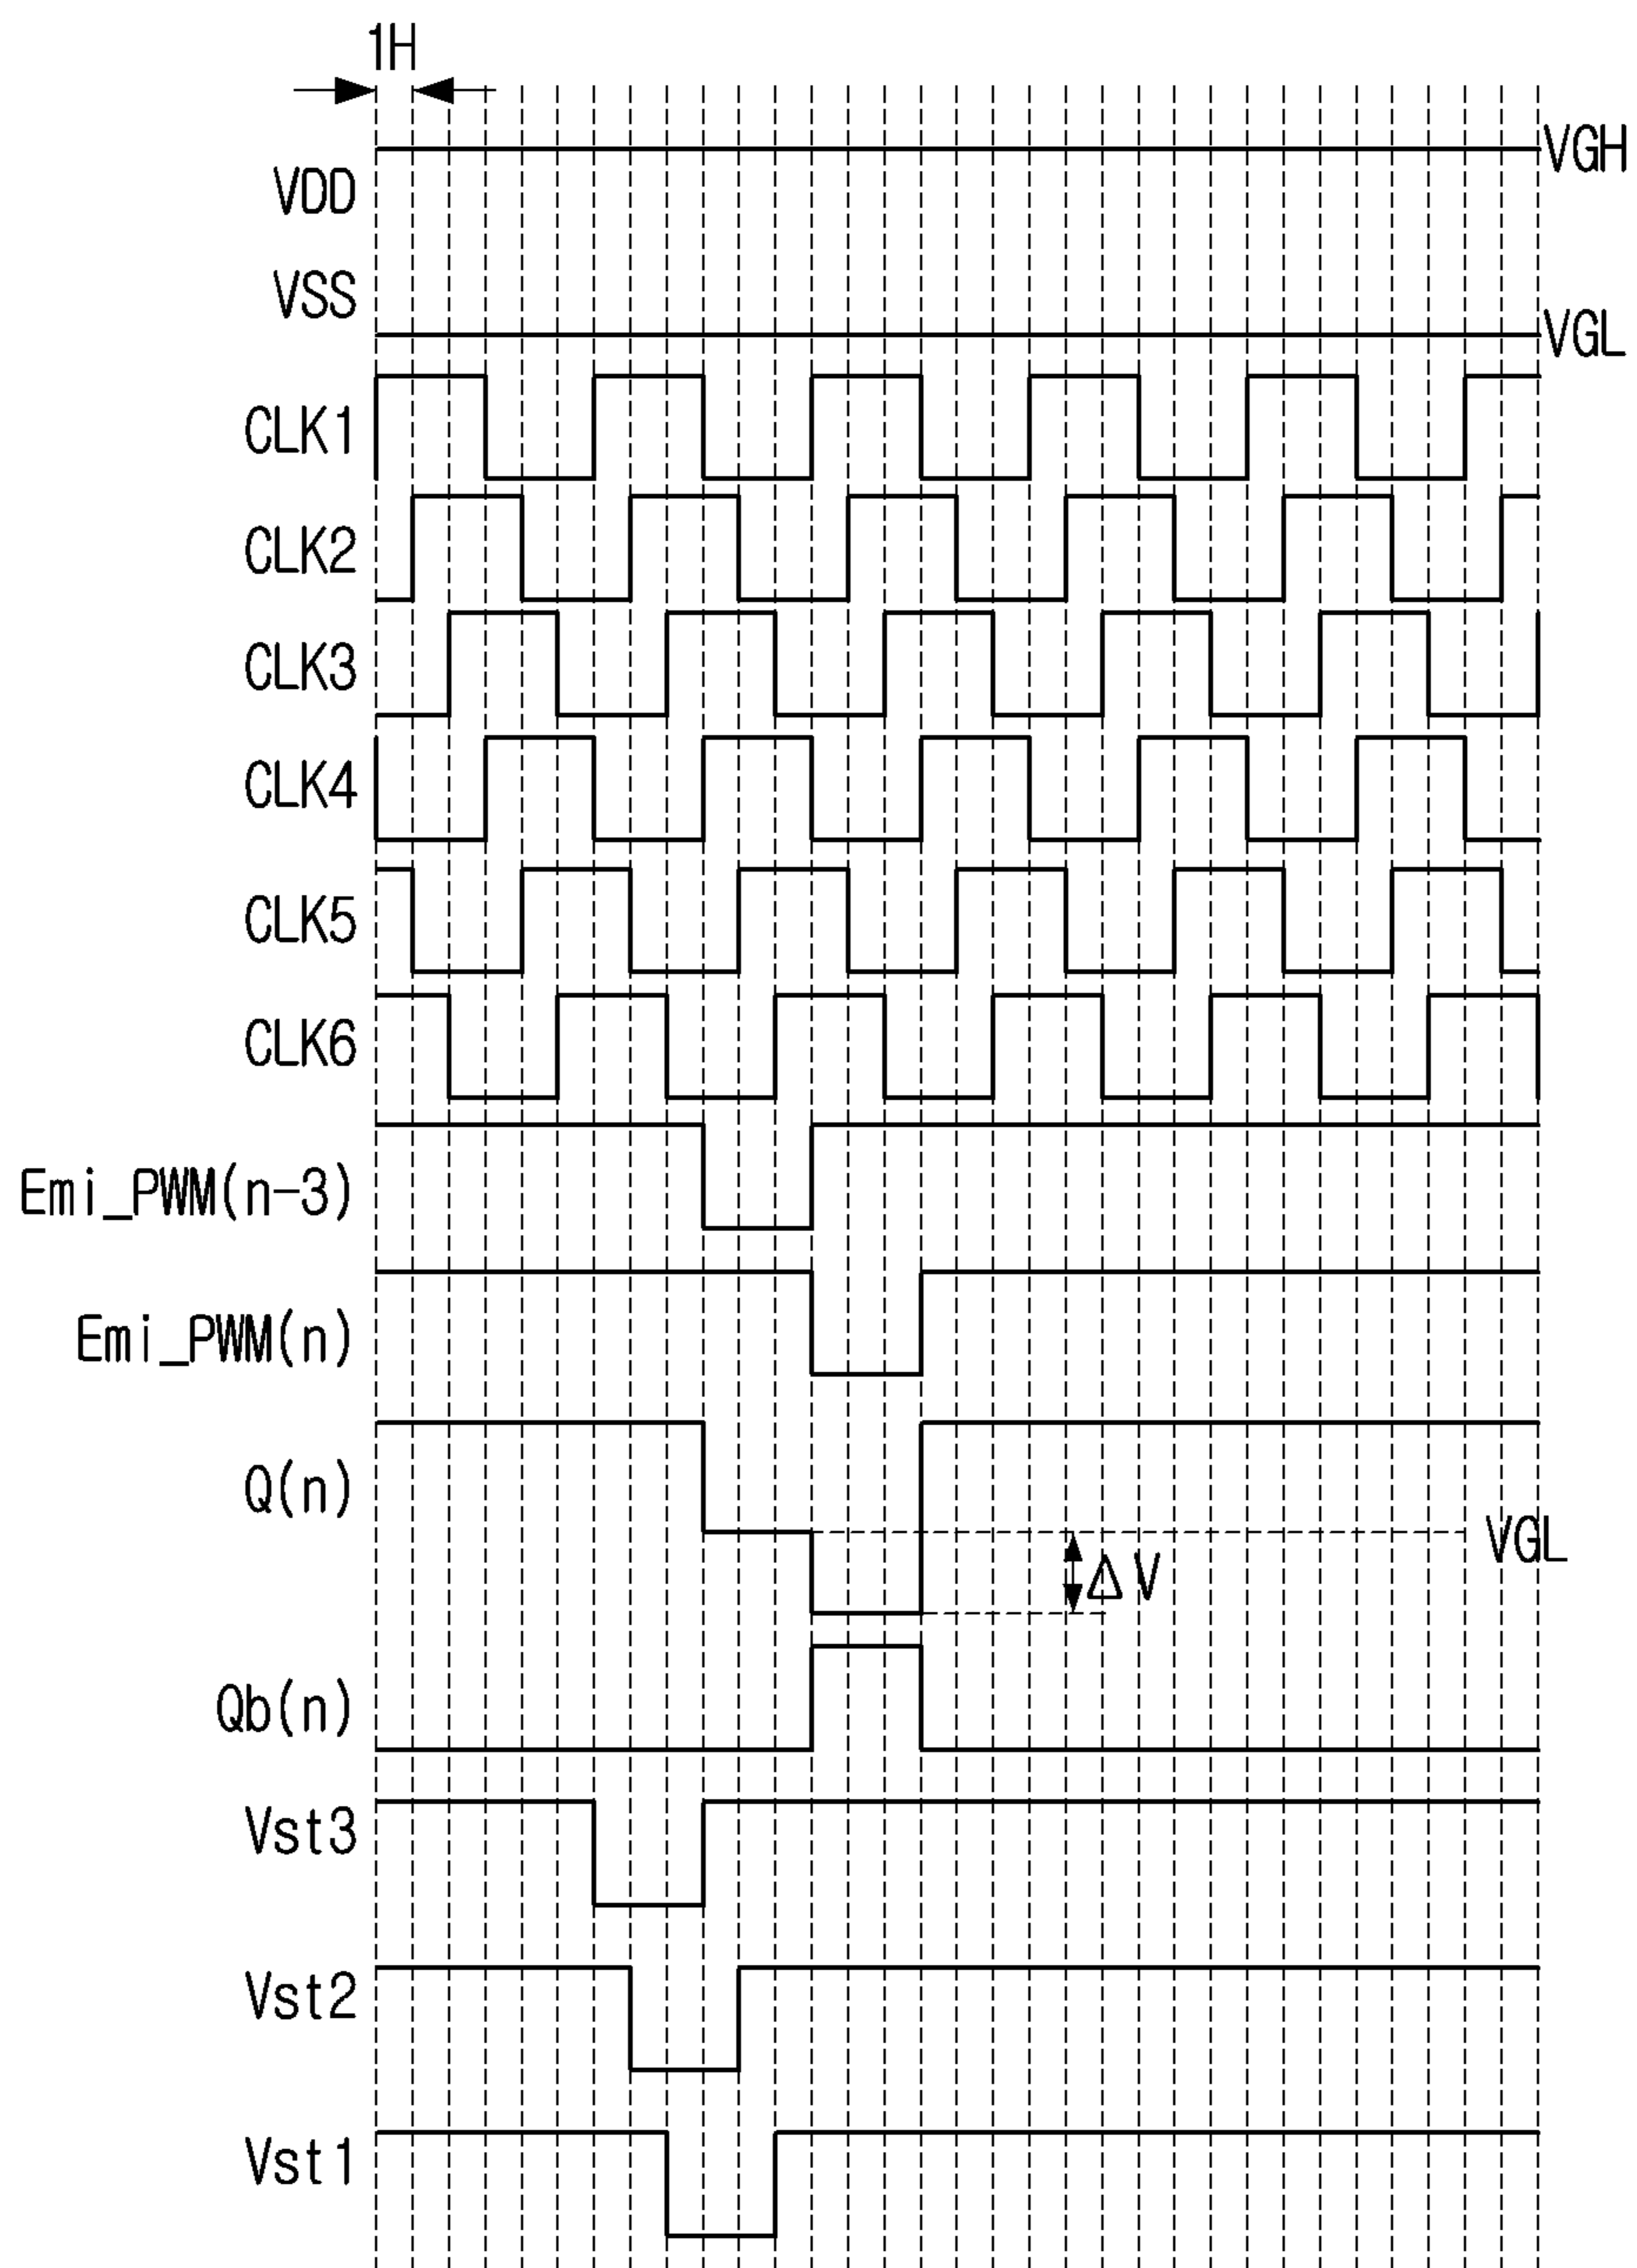 1H
VGH
VDD
VSS
VGL
CLK1
CLK2
CLK3
CLK4
CLK5
CLK6
Emi_PWM(n-3)
Emi_PWM(n)
Q(n)
VGL
ΔV
Qb(n)
Vst3
Vst2
Vst1